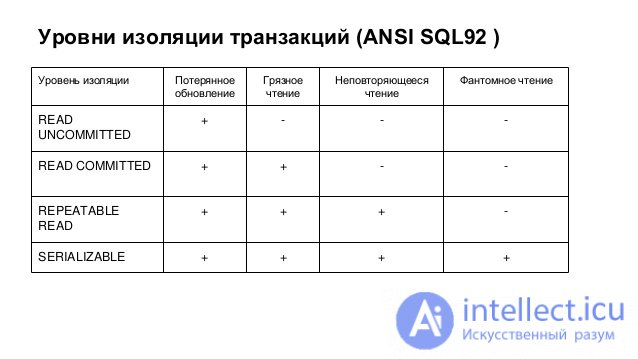 Уровни изоляции транзакций (ANSI SQL92 )
Уровень изоляции Потерянное обновление Грязное чтение Неповторяющееся чтение Фантомное чтение
READ UNCOMMITTED + - - -
READ COMMITTED + + - -
REPEATABLE READ + + + -
SERIALIZABLE + + + +
Ai intellect.icu
Искусственный разум